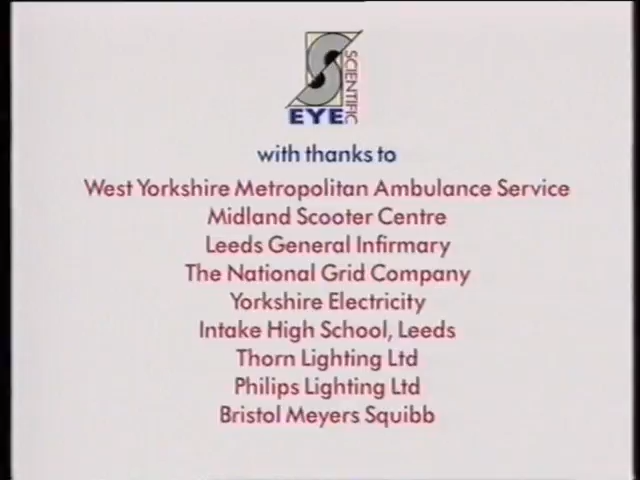 SCIENTIFIC
EYE
with thanks to
West Yorkshire Metropolitan Ambulance Service
Midland Scooter Centre
Leeds General Infirmary
The National Grid Company
Yorkshire Electricity
Intake High School, Leeds
Thorn Lighting Ltd
Philips Lighting Ltd
Bristol Meyers Squibb